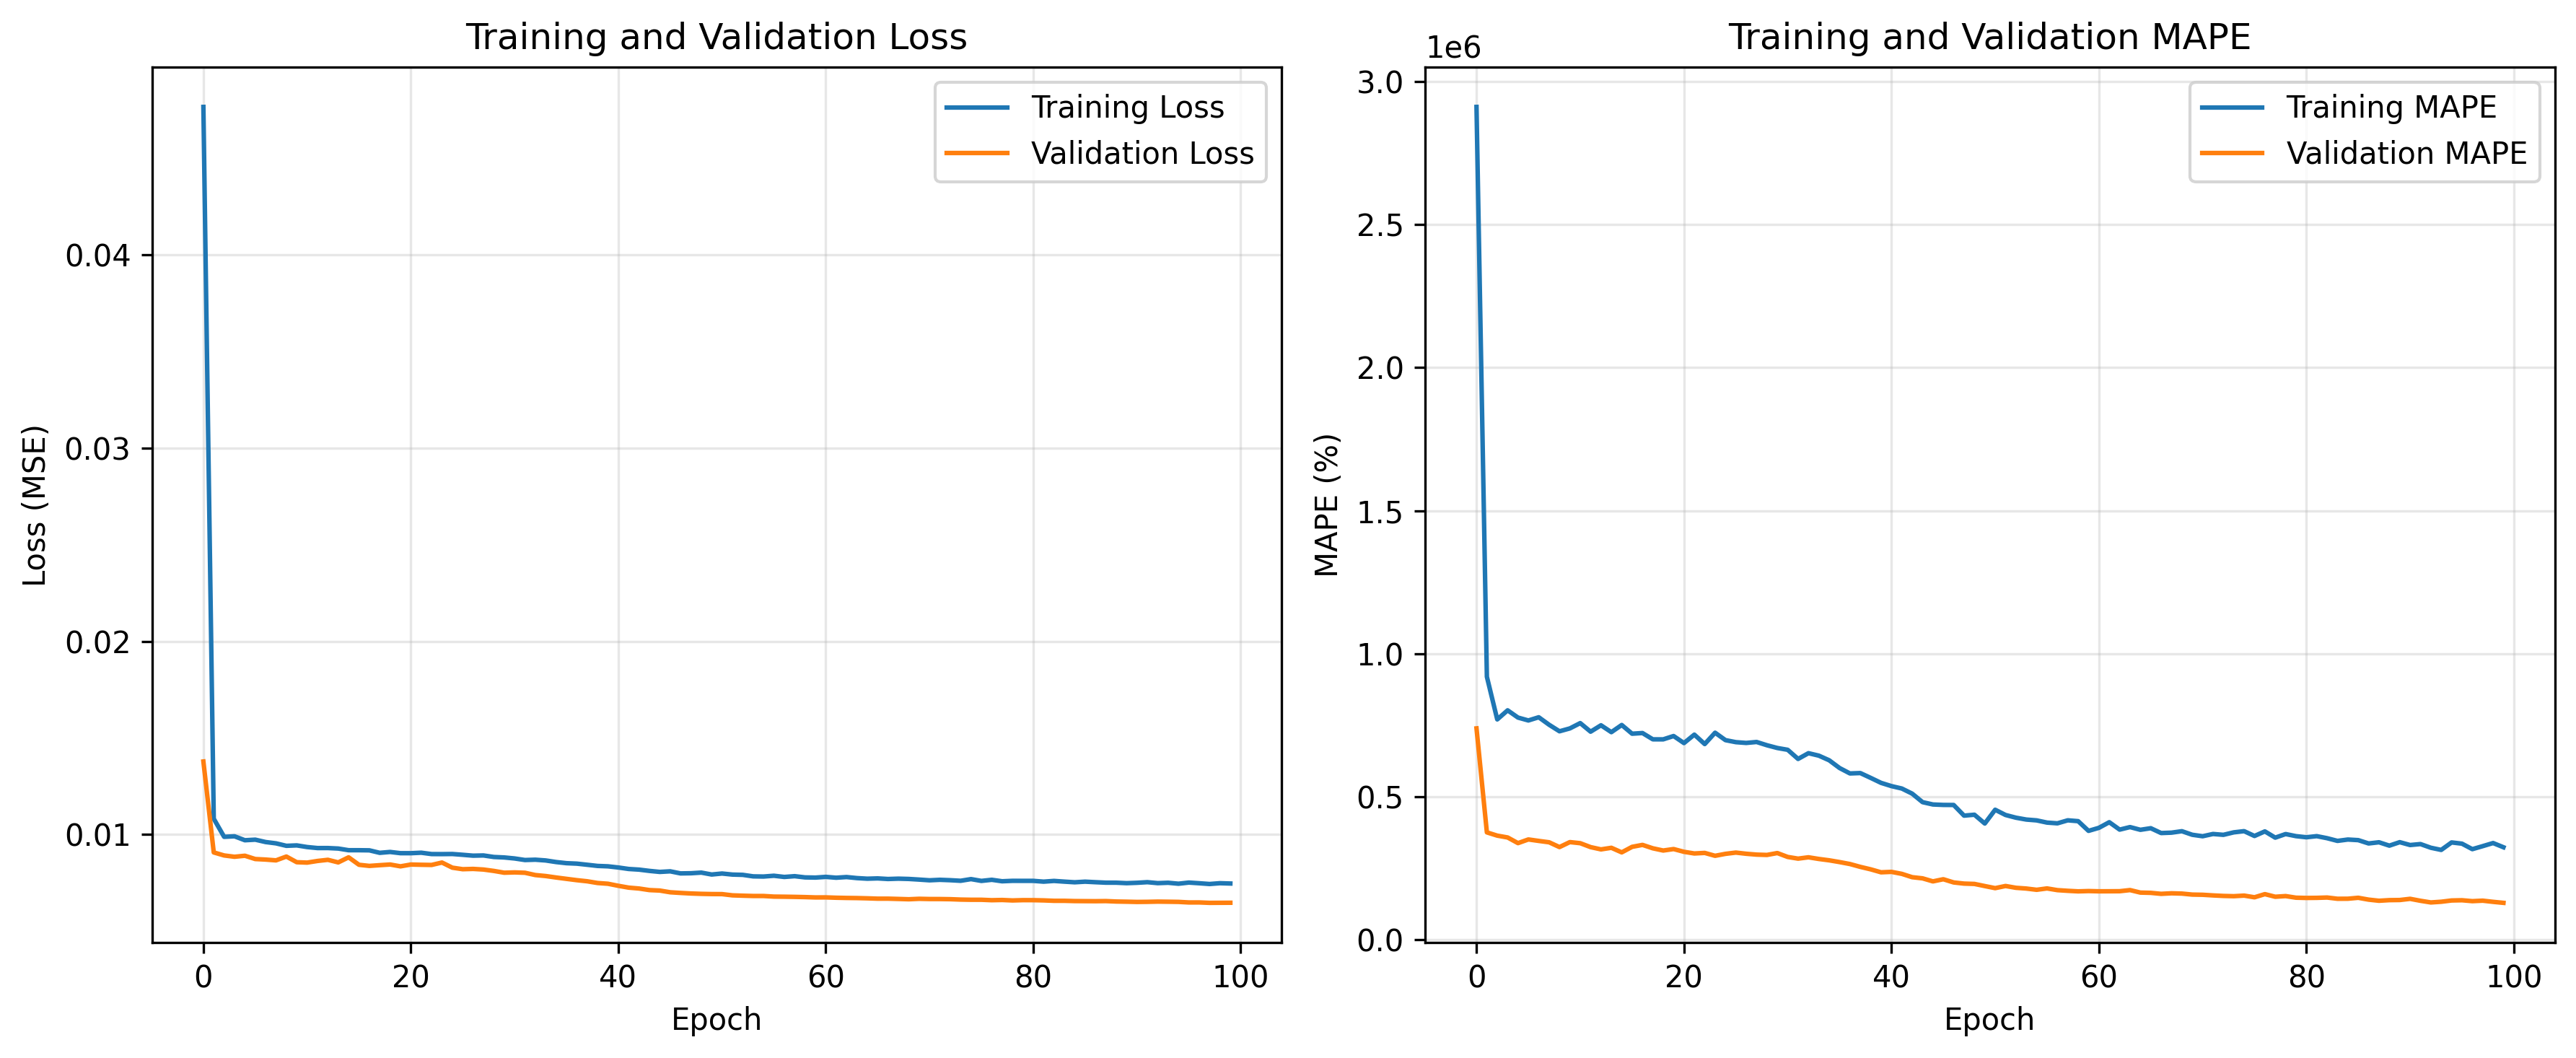 Training and Validation Loss
Training Loss
Validation Loss
0.04
0.03
0.02
0.01
Loss (MSE)
0 20 40 60 80 100
Epoch
Training and Validation MAPE
1e6
Training MAPE
Validation MAPE
3.0
2.5
2.0
1.5
1.0
0.5
0.0
MAPE (%)
0 20 40 60 80 100
Epoch